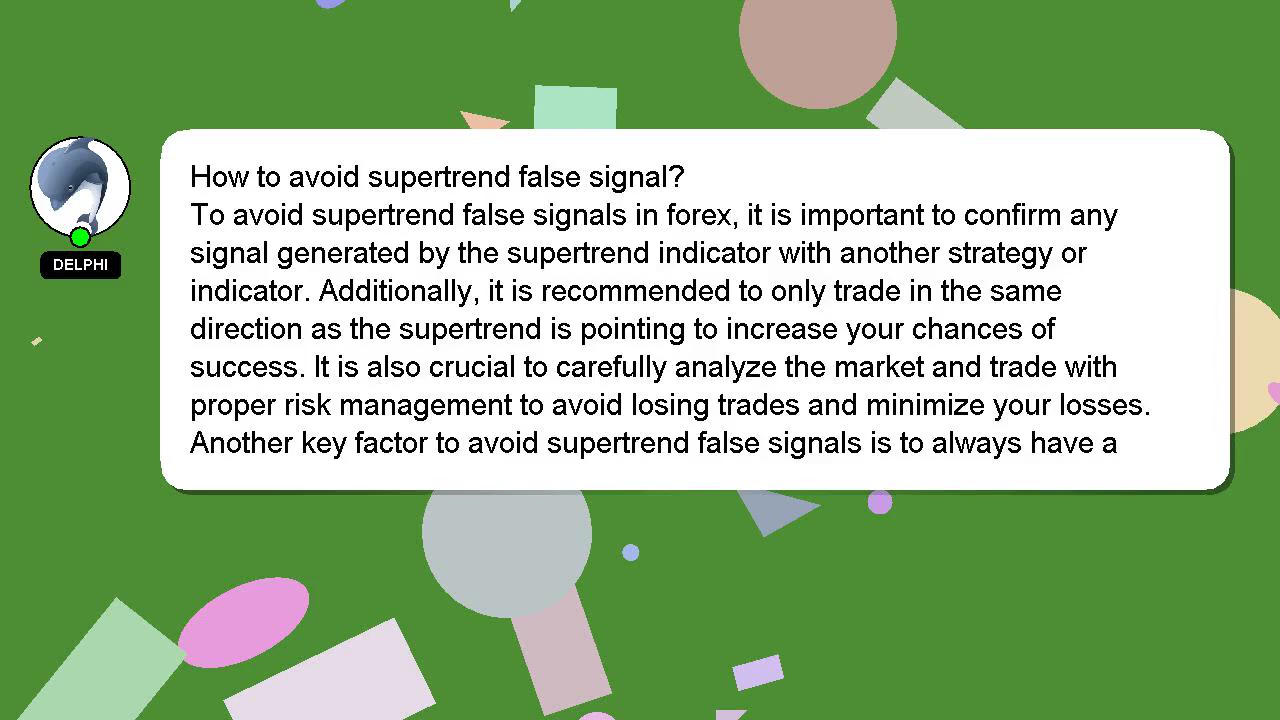 How to avoid supertrend false signal?
To avoid supertrend false signals in forex, it is important to confirm any
signal generated by the supertrend indicator with another strategy or
indicator. Additionally, it is recommended to only trade in the same
direction as the supertrend is pointing to increase your chances of
success. It is also crucial to carefully analyze the market and trade with
proper risk management to avoid losing trades and minimize your losses.
Another key factor to avoid supertrend false signals is to always have a
DELPHI